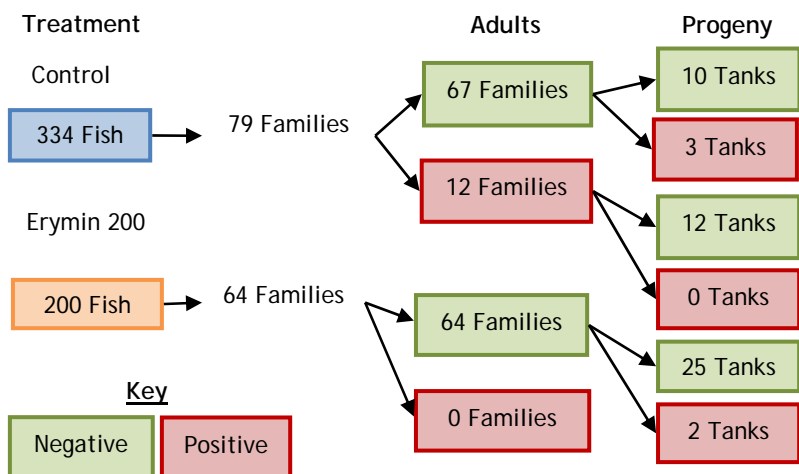 Treatment
Adults
Progeny
Control
334 Fish
79 Families
67 Families
10 Tanks
3 Tanks
12 Families
12 Tanks
0 Tanks
Erymin 200
200 Fish
64 Families
64 Families
25 Tanks
2 Tanks
0 Families
Key
Negative
Positive